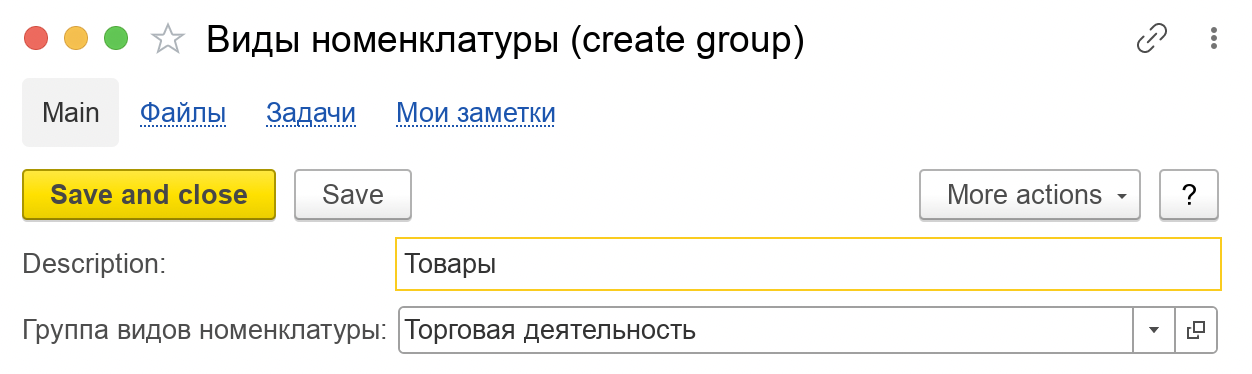 Виды номенклатуры (create group)
Main Файлы Задачи Мои заметки
Save and close Save More actions ?
Description: Товары
Группа видов номенклатуры: Торговая деятельность